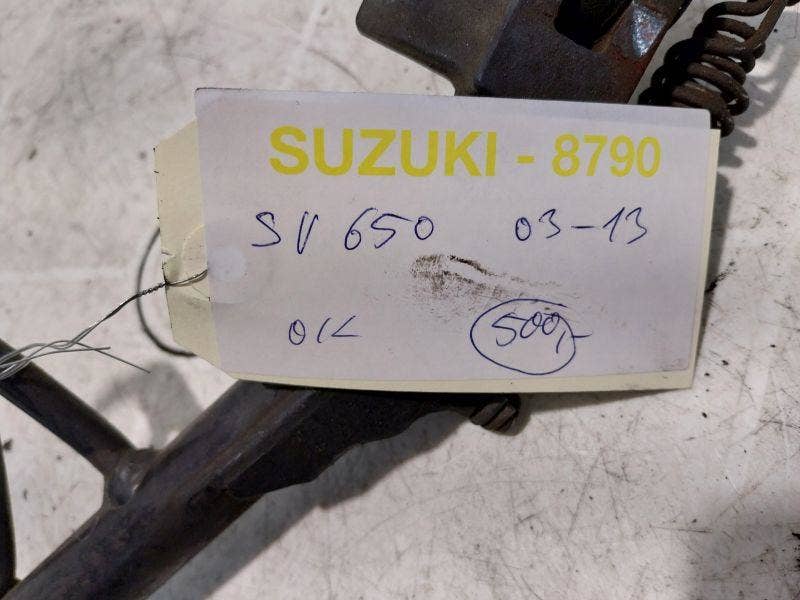 SUZUKI - 8790
SV 650 03-13
OK 500,-